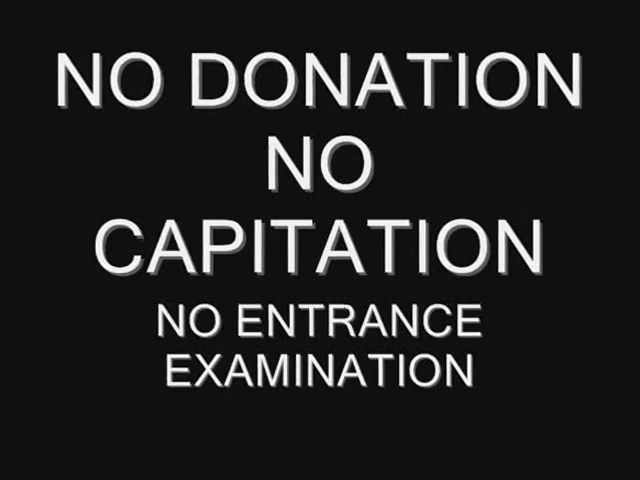 NO DONATION
NO
CAPITATION
NO ENTRANCE
EXAMINATION